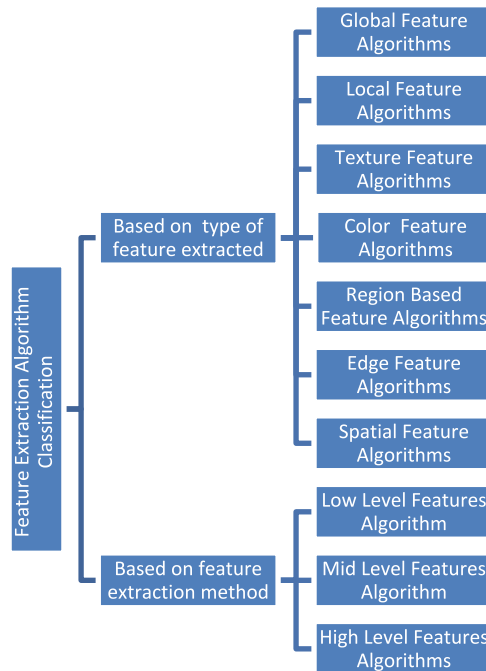 Feature Extraction Algorithm
Classification
Based on type of
feature extracted
Global Feature
Algorithms
Local Feature
Algorithms
Texture Feature
Algorithms
Color Feature
Algorithms
Region Based
Feature Algorithms
Edge Feature
Algorithms
Spatial Feature
Algorithms
Based on feature
extraction method
Low Level Features
Algorithm
Mid Level Features
Algorithm
High Level Features
Algorithms